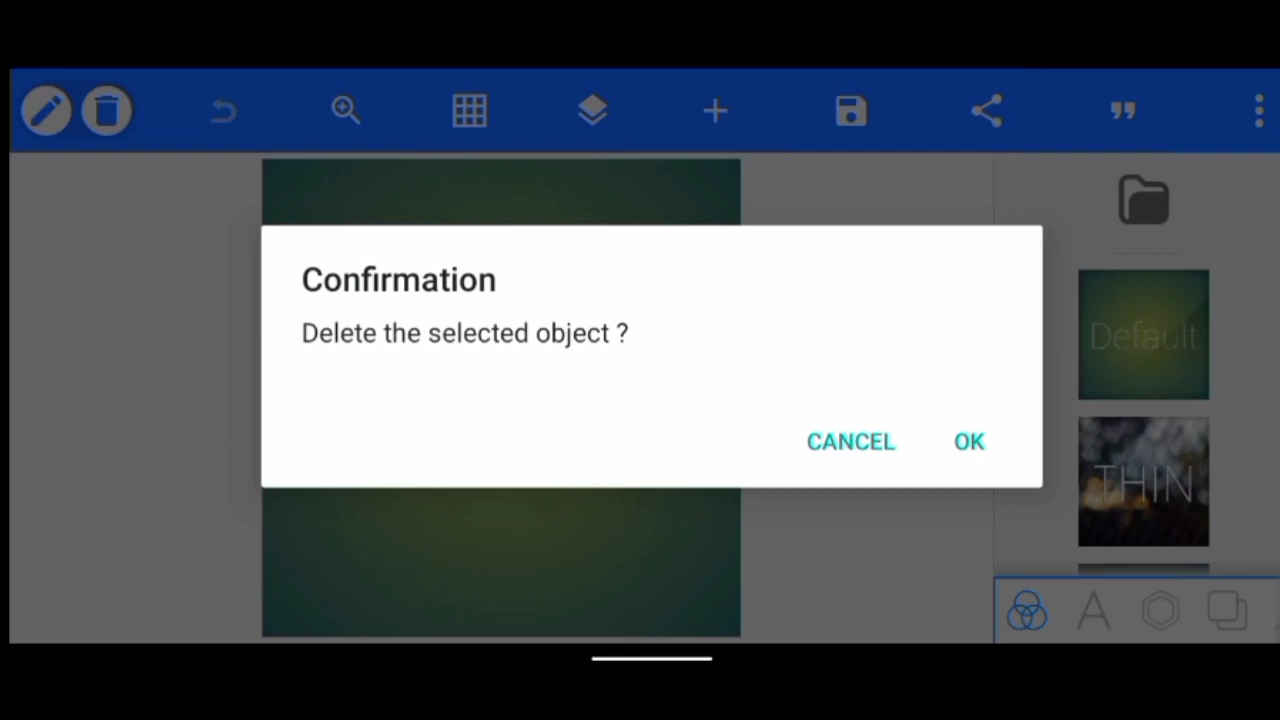 Confirmation
Delete the selected object ?
CANCEL
OK
Default
THIN